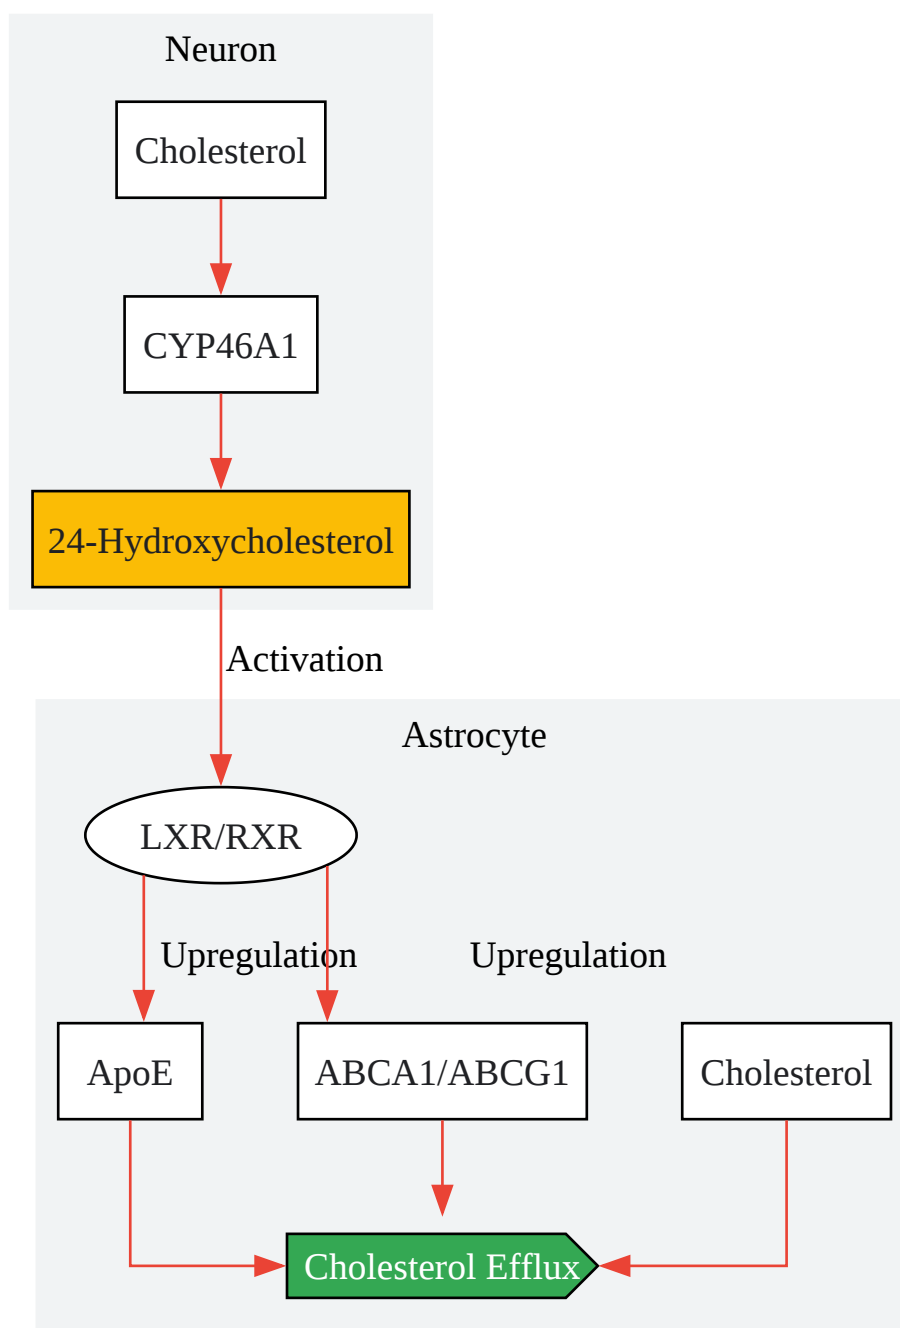 Neuron
Cholesterol
CYP46A1
24-Hydroxycholesterol
Activation
Astrocyte
LXR/RXR
Upregulation
Upregulation
ApoE
ABCA1/ABCG1
Cholesterol
Cholesterol Efflux